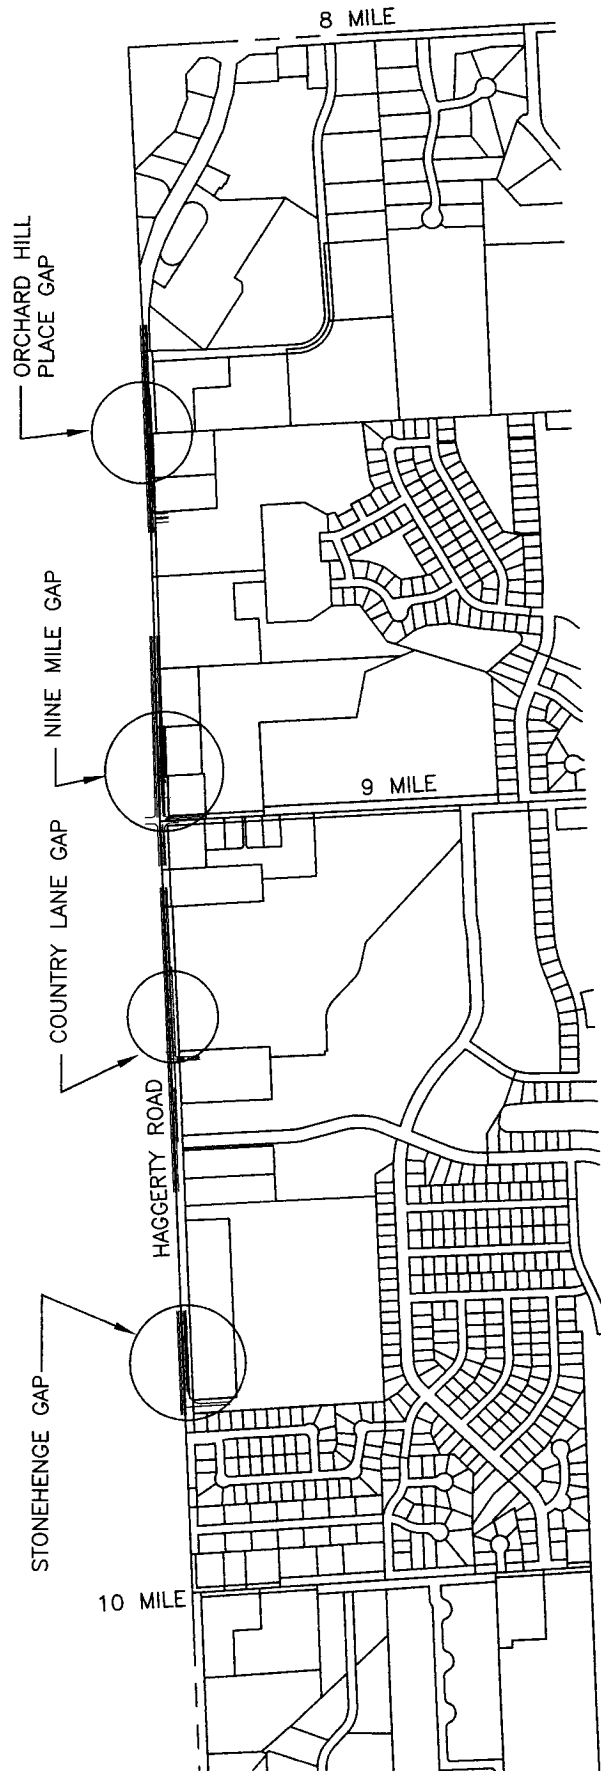 8 MILE
ORCHARD HILL
PLACE GAP
NINE MILE GAP
9 MILE
COUNTRY LANE GAP
HAGGERTY ROAD
STONEHENGE GAP
10 MILE